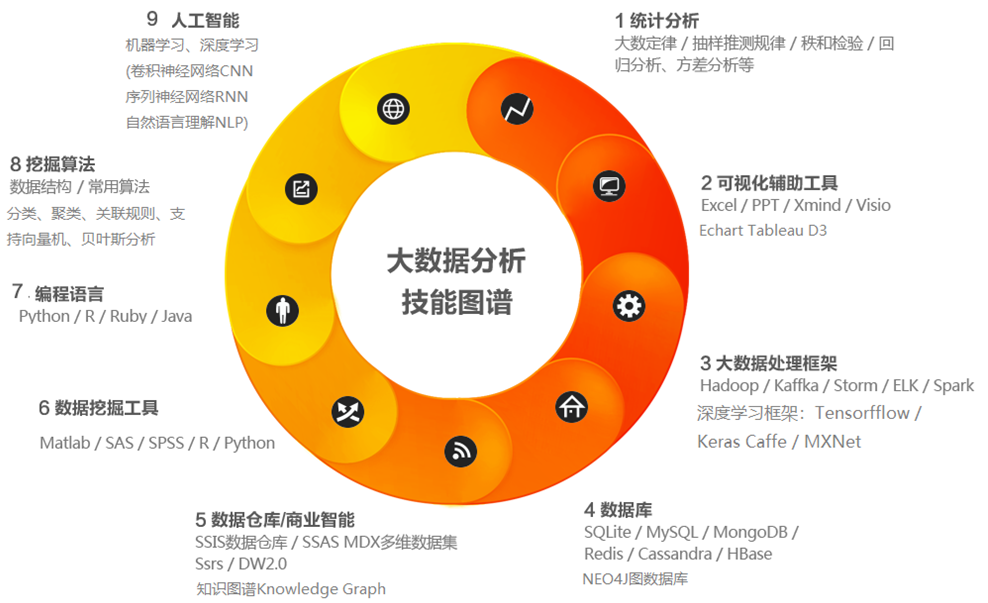 大数据分析
技能图谱
1 统计分析
大数定律 / 抽样推测规律 / 秩和检验 / 回
归分析、方差分析等
2 可视化辅助工具
Excel / PPT / Xmind / Visio
Echart Tableau D3
3 大数据处理框架
Hadoop / Kaffka / Storm / ELK / Spark
深度学习框架：Tensorfflow /
Keras Caffe / MXNet
4 数据库
SQLite / MySQL / MongoDB /
Redis / Cassandra / HBase
NEO4J图数据库
5 数据仓库/商业智能
SSIS数据仓库 / SSAS MDX多维数据集
Ssrs / DW2.0
知识图谱Knowledge Graph
6 数据挖掘工具
Matlab / SAS / SPSS / R / Python
7 . 编程语言
Python / R / Ruby / Java
8 挖掘算法
数据结构 / 常用算法
分类、聚类、关联规则、支
持向量机、贝叶斯分析
9 人工智能
机器学习、深度学习
(卷积神经网络CNN
序列神经网络RNN
自然语言理解NLP)